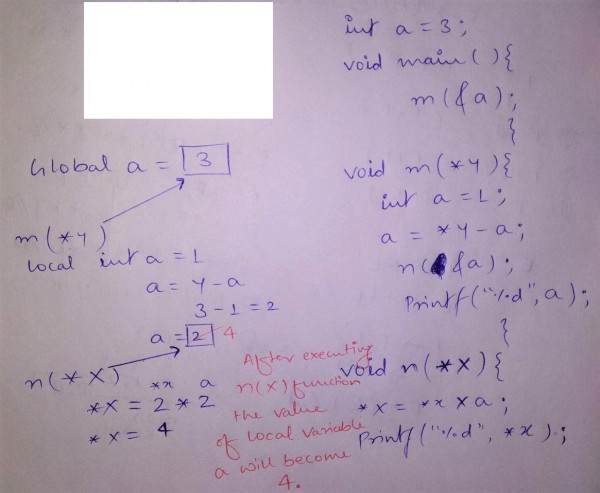 int a = 3;
void main( ){
m(&a);
}
void m(*y){
int a = 1;
a = *y - a;
n(&a);
Printf("%d", a);
}
void n(*x){
*x = *x x a;
Printf("%d", *x);
Global a = 3
m(*y)
Local int a = 1
a = y - a
3 - 1 = 2
a = 2 4
n(*x)
*x a
*x = 2 * 2
*x = 4
After executing
n(x) function
the value
of local variable
a will become
4.